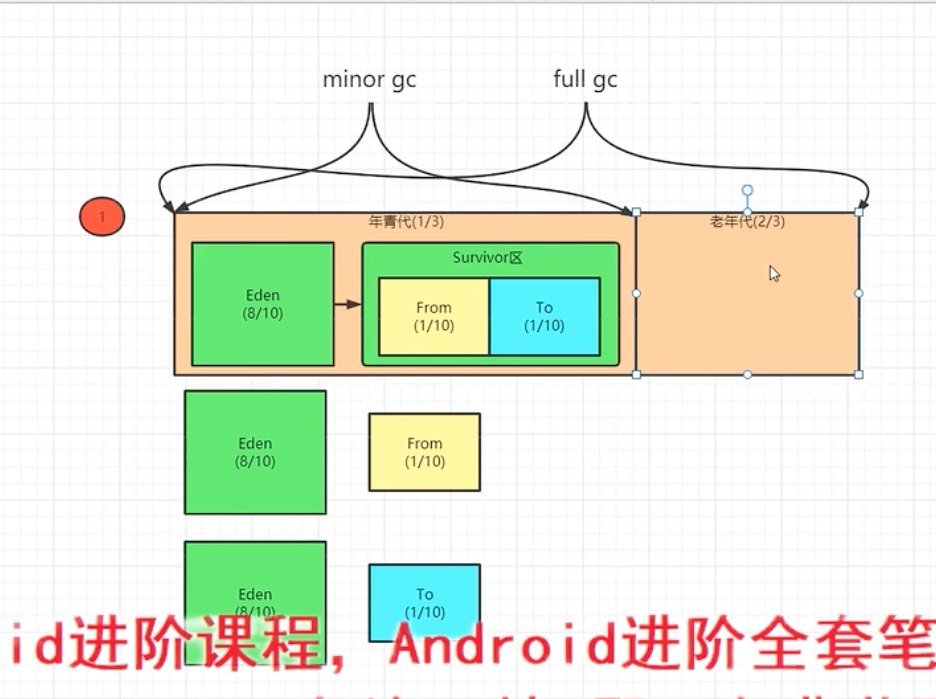 minor gc
full gc
1
年青代(1/3)
老年代(2/3)
Survivor区
Eden
(8/10)
From
(1/10)
To
(1/10)
Eden
(8/10)
From
(1/10)
Eden
(8/10)
To
(1/10)
id进阶课程，Android进阶全套笔